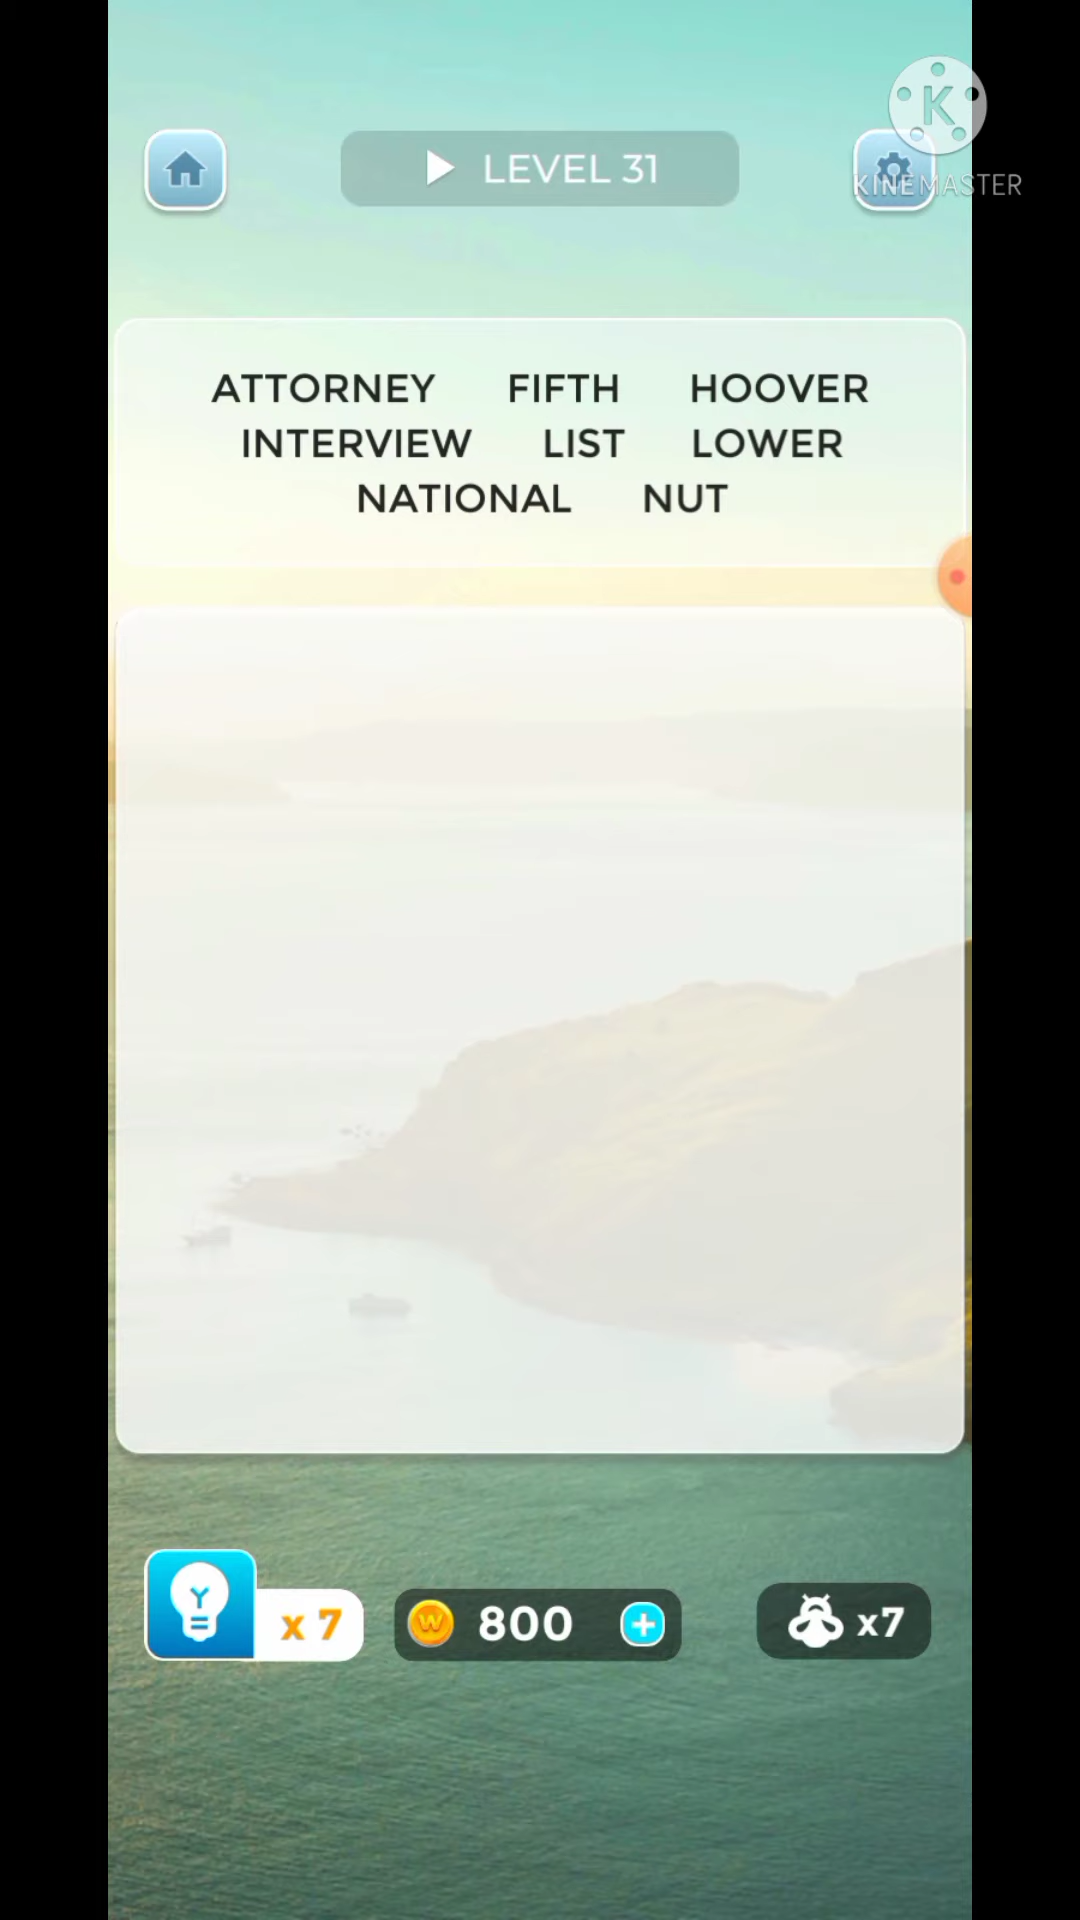 LEVEL 31
K
KINEMASTER
ATTORNEY FIFTH HOOVER
INTERVIEW LIST LOWER
NATIONAL NUT
Y
x 7
W
800
+
x7